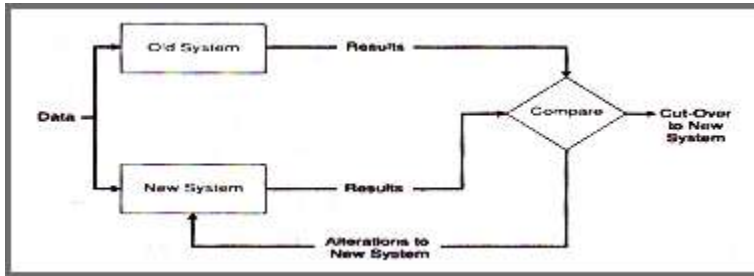 Old System
Results
Compare
Data
Cut-Over
to New
System
New System
Results
Alterations to
New System